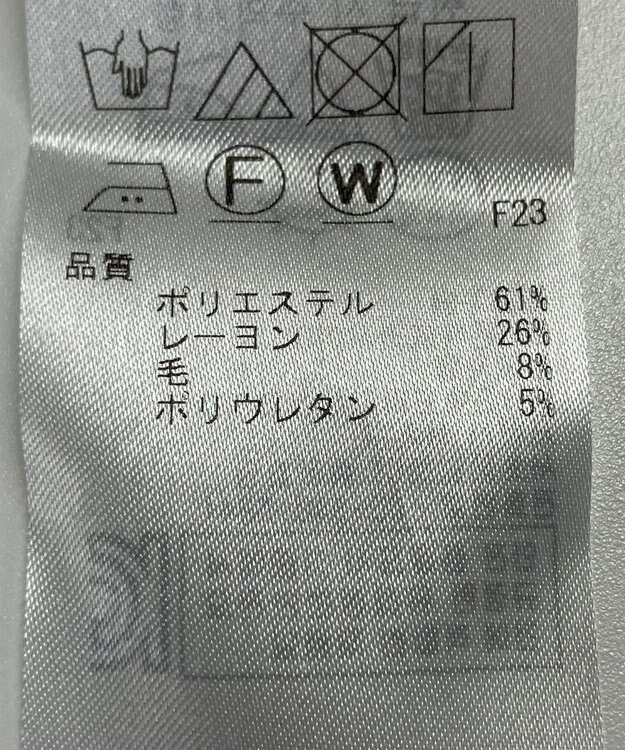 F W
F23
品質
ポリエステル 61%
レーヨン 26%
毛 8%
ポリウレタン 5%